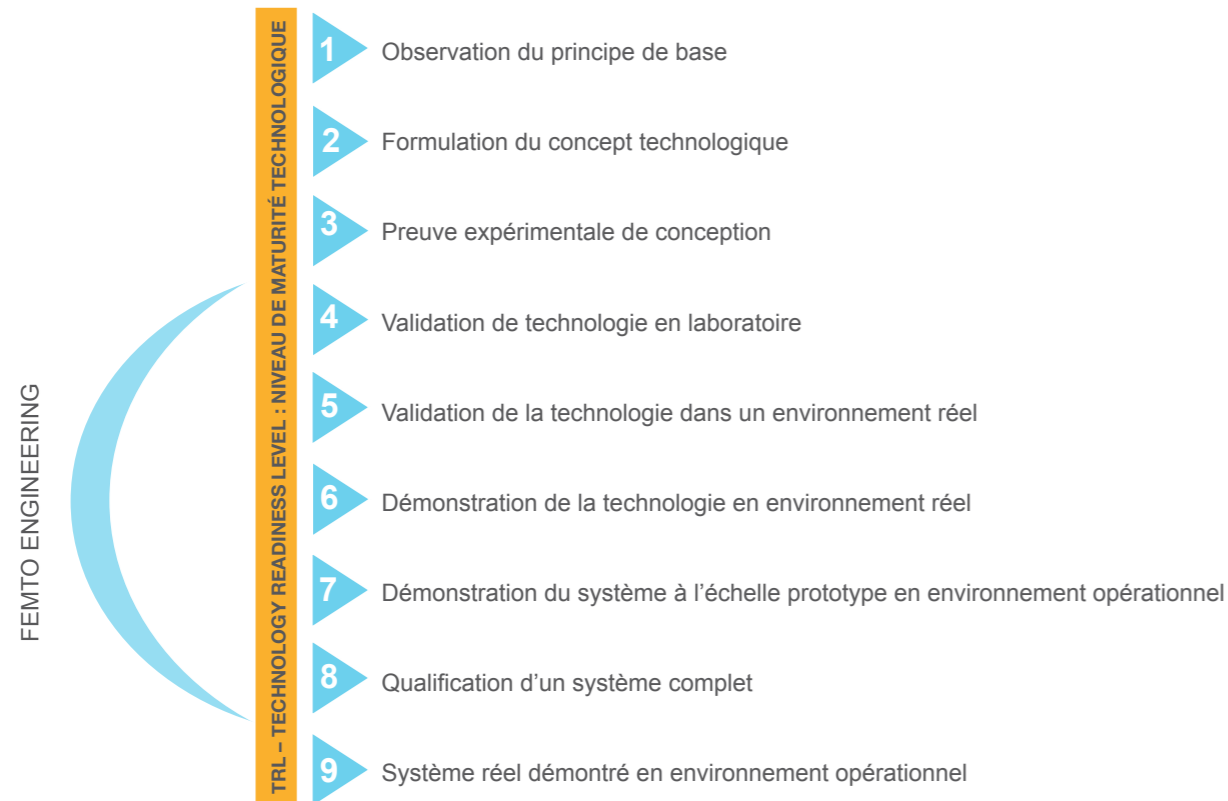 FEMTO ENGINEERING
TRL – TECHNOLOGY READINESS LEVEL : NIVEAU DE MATURITÉ TECHNOLOGIQUE
1 Observation du principe de base
2 Formulation du concept technologique
3 Preuve expérimentale de conception
4 Validation de technologie en laboratoire
5 Validation de la technologie dans un environnement réel
6 Démonstration de la technologie en environnement réel
7 Démonstration du système à l’échelle prototype en environnement opérationnel
8 Qualification d’un système complet
9 Système réel démontré en environnement opérationnel